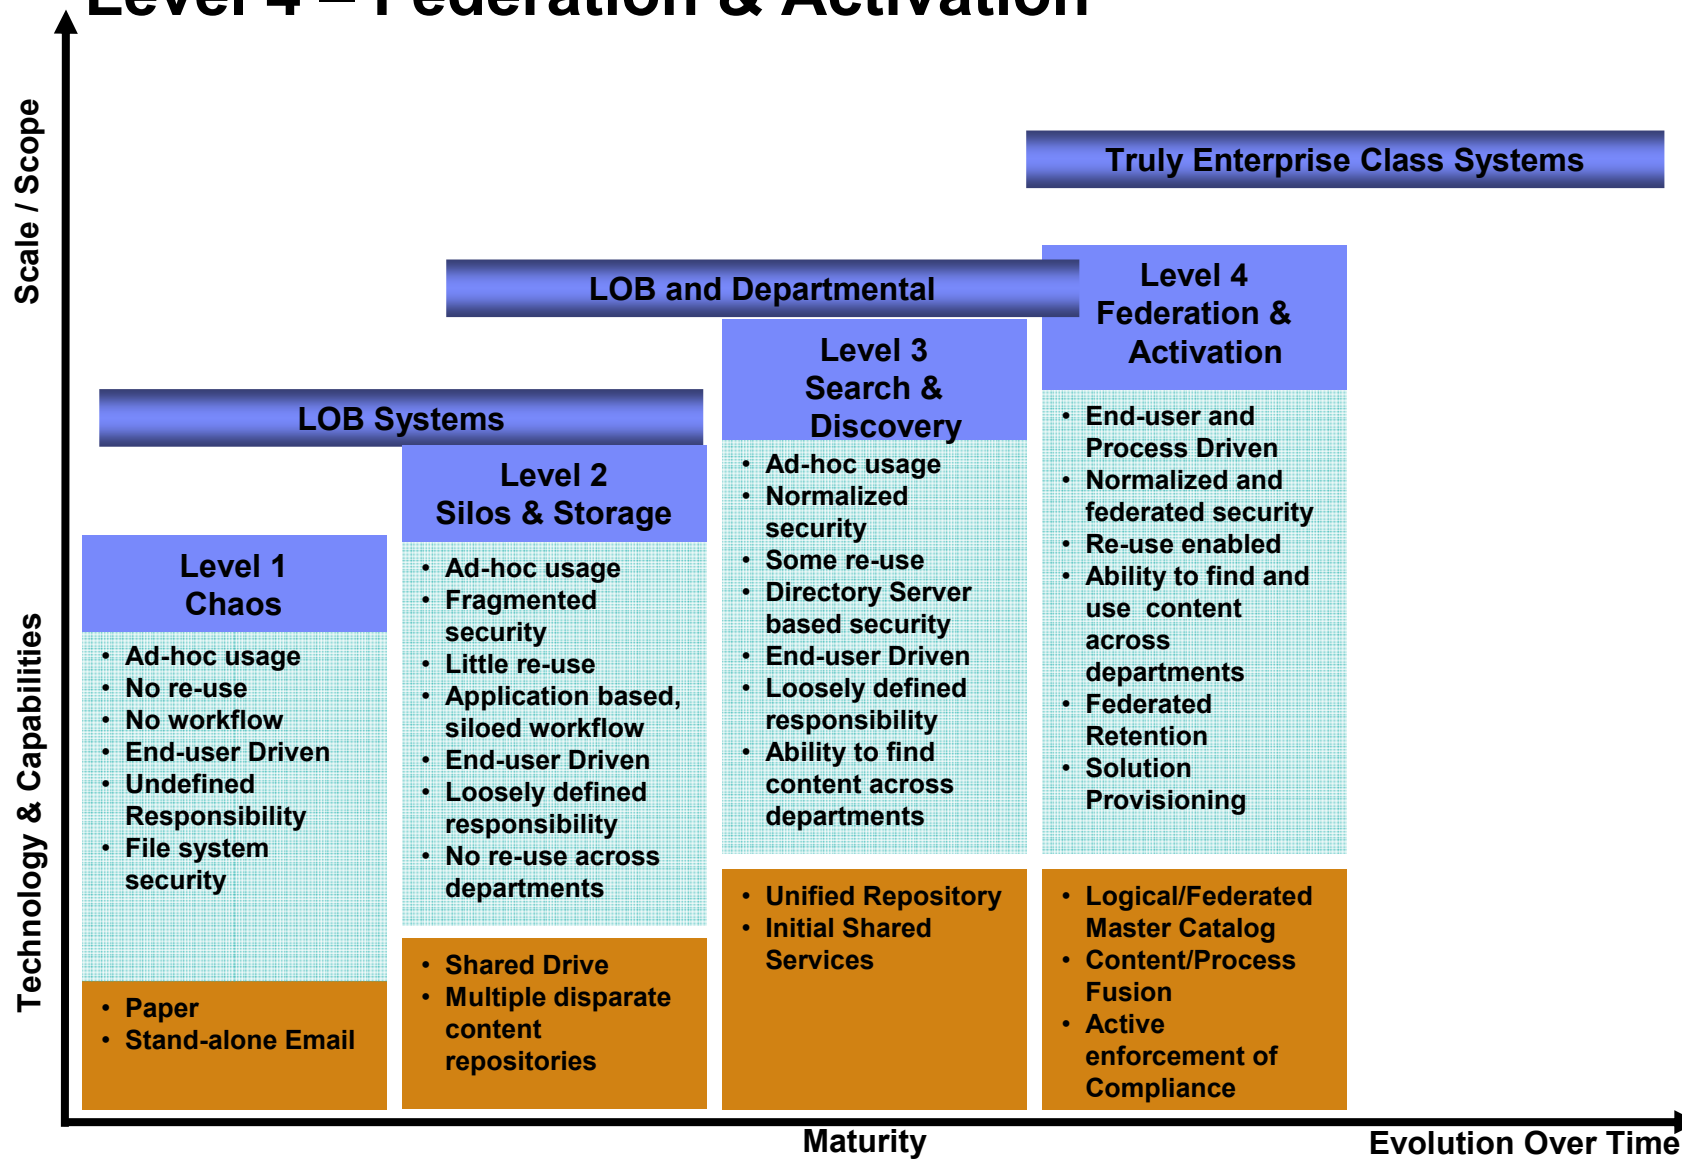 Level 4 – Federation & Activation
Scale / Scope
Technology & Capabilities
Truly Enterprise Class Systems
LOB and Departmental
LOB Systems
Level 1
Chaos
• Ad-hoc usage
• No re-use
• No workflow
• End-user Driven
• Undefined
Responsibility
• File system
security
• Paper
• Stand-alone Email
Level 2
Silos & Storage
• Ad-hoc usage
• Fragmented
security
• Little re-use
• Application based,
siloed workflow
• End-user Driven
• Loosely defined
responsibility
• No re-use across
departments
• Shared Drive
• Multiple disparate
content
repositories
Level 3
Search &
Discovery
• Ad-hoc usage
• Normalized
security
• Some re-use
• Directory Server
based security
• End-user Driven
• Loosely defined
responsibility
• Ability to find
content across
departments
• Unified Repository
• Initial Shared
Services
Level 4
Federation &
Activation
• End-user and
Process Driven
• Normalized and
federated security
• Re-use enabled
• Ability to find and
use content
across
departments
• Federated
Retention
• Solution
Provisioning
• Logical/Federated
Master Catalog
• Content/Process
Fusion
• Active
enforcement of
Compliance
Maturity
Evolution Over Time